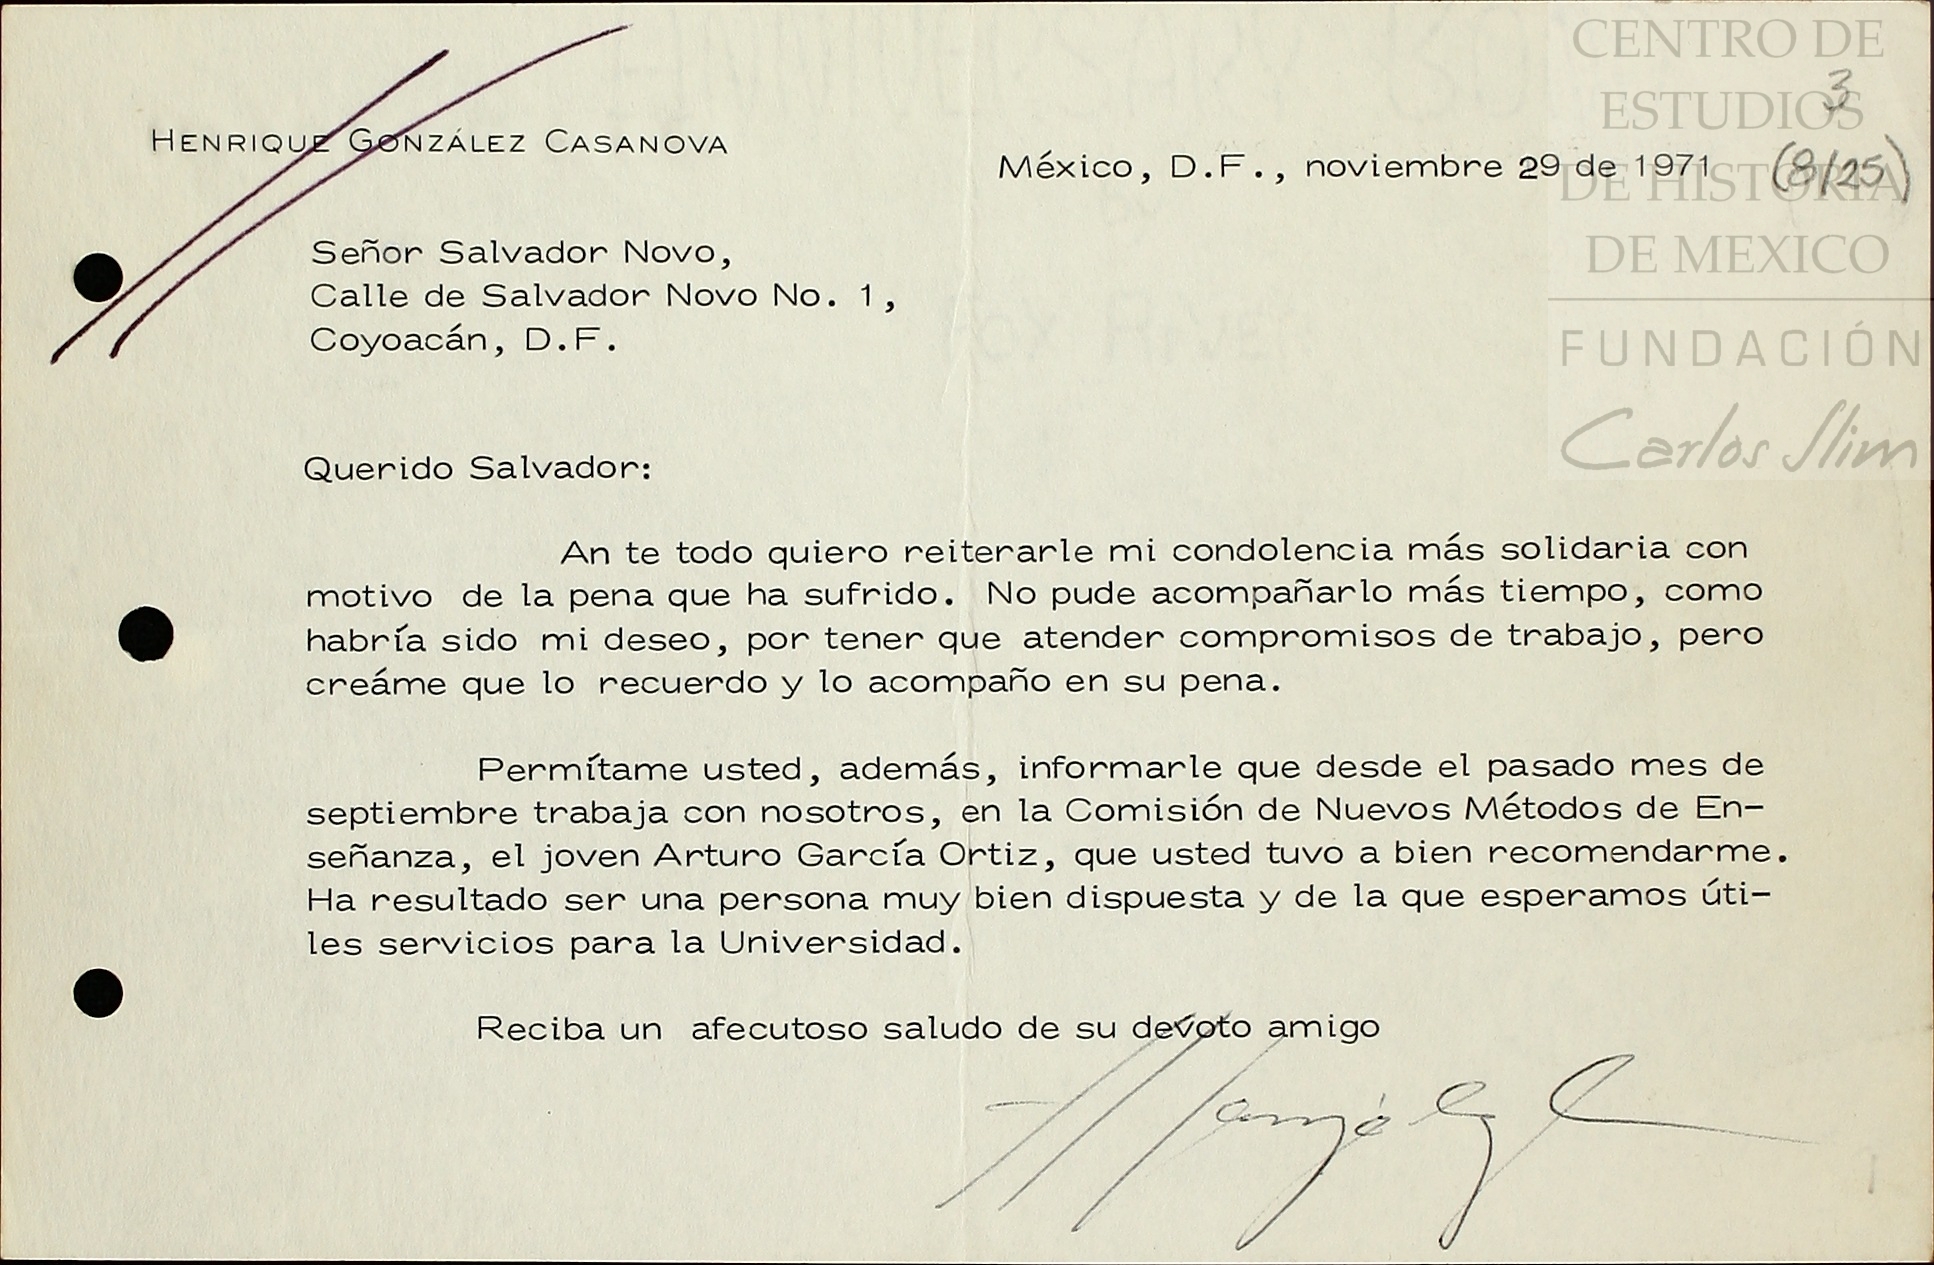 CENTRO DE
ESTUDIOS
DE HISTORIA
DE MEXICO
FUNDACIÓN
Carlos Slim
3
(8/25)
HENRIQUE GONZÁLEZ CASANOVA
México, D.F., noviembre 29 de 1971
Señor Salvador Novo,
Calle de Salvador Novo No. 1,
Coyoacán, D.F.
Querido Salvador:
An te todo quiero reiterarle mi condolencia más solidaria con
motivo de la pena que ha sufrido. No pude acompañarlo más tiempo, como
habría sido mi deseo, por tener que atender compromisos de trabajo, pero
creáme que lo recuerdo y lo acompaño en su pena.
Permítame usted, además, informarle que desde el pasado mes de
septiembre trabaja con nosotros, en la Comisión de Nuevos Métodos de En-
señanza, el joven Arturo García Ortiz, que usted tuvo a bien recomendarme.
Ha resultado ser una persona muy bien dispuesta y de la que esperamos úti-
les servicios para la Universidad.
Reciba un afecutoso saludo de su devoto amigo